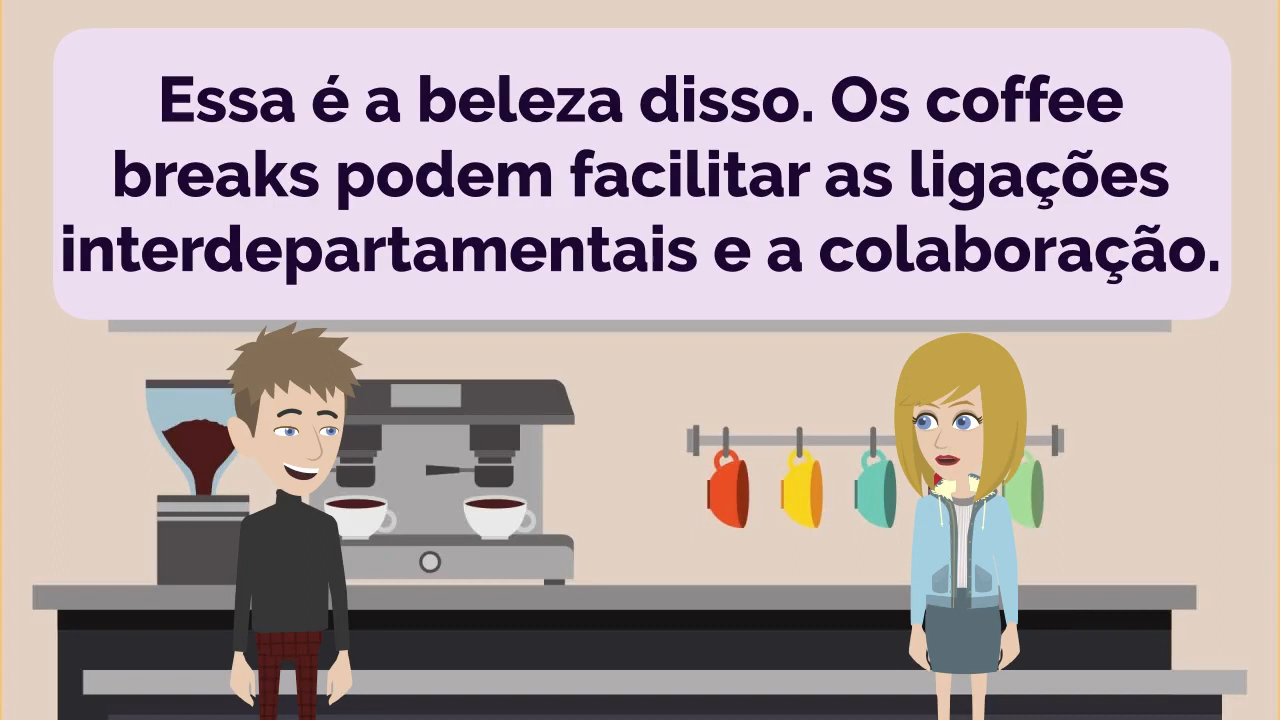 Essa é a beleza disso. Os coffee
breaks podem facilitar as ligações
interdepartamentais e a colaboração.